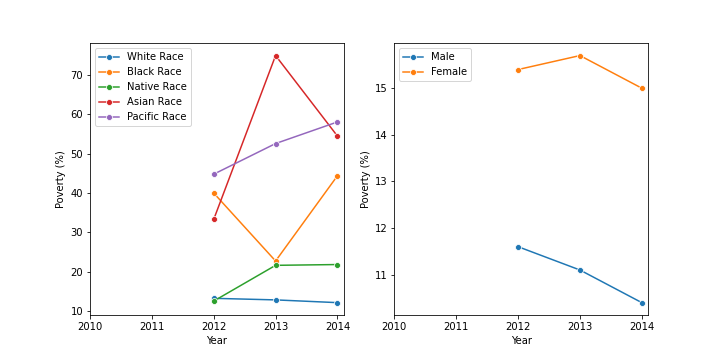 White Race
Black Race
Native Race
Asian Race
Pacific Race
70
60
50
40
30
20
10
Poverty (%)
2010 2011 2012 2013 2014
Year
Male
Female
15
14
13
12
11
Poverty (%)
2010 2011 2012 2013 2014
Year